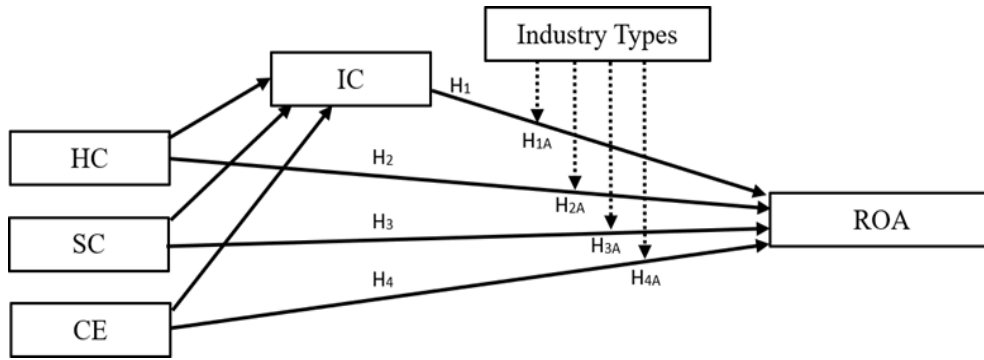 Industry Types
IC
H1
H1A
HC
H2
H2A
ROA
SC
H3
H3A
CE
H4
H4A